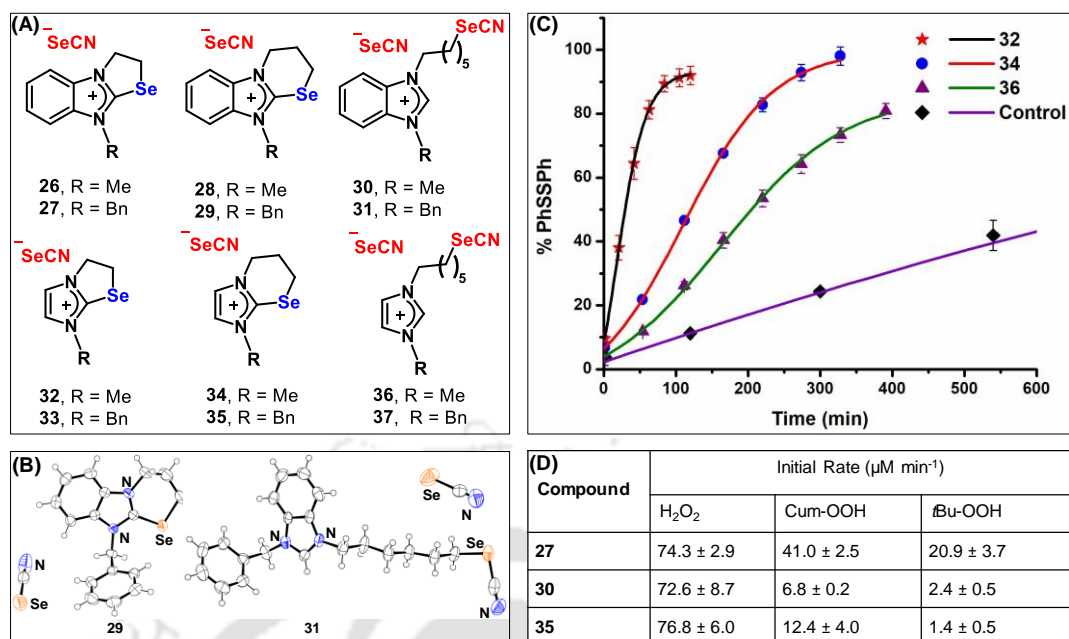 (A)
−SeCN
N
Se
+
N
R
26, R = Me
27, R = Bn
−SeCN
N
Se
+
N
R
28, R = Me
29, R = Bn
−SeCN
SeCN
5
N
+
N
R
30, R = Me
31, R = Bn
−SeCN
N
Se
+
N
R
32, R = Me
33, R = Bn
−SeCN
N
Se
+
N
R
34, R = Me
35, R = Bn
−SeCN
SeCN
5
N
+
N
R
36, R = Me
37, R = Bn
(B)
N
N
Se
N
Se
29
N
N
Se
N
Se
N
31
(C)
% PhSSPh
100
80
60
40
20
0
0 100 200 300 400 500 600
Time (min)
32
34
36
Control
(D)
Compound
Initial Rate (µM min-1)
H2O2 Cum-OOH tBu-OOH
27 74.3 ± 2.9 41.0 ± 2.5 20.9 ± 3.7
30 72.6 ± 8.7 6.8 ± 0.2 2.4 ± 0.5
35 76.8 ± 6.0 12.4 ± 4.0 1.4 ± 0.5